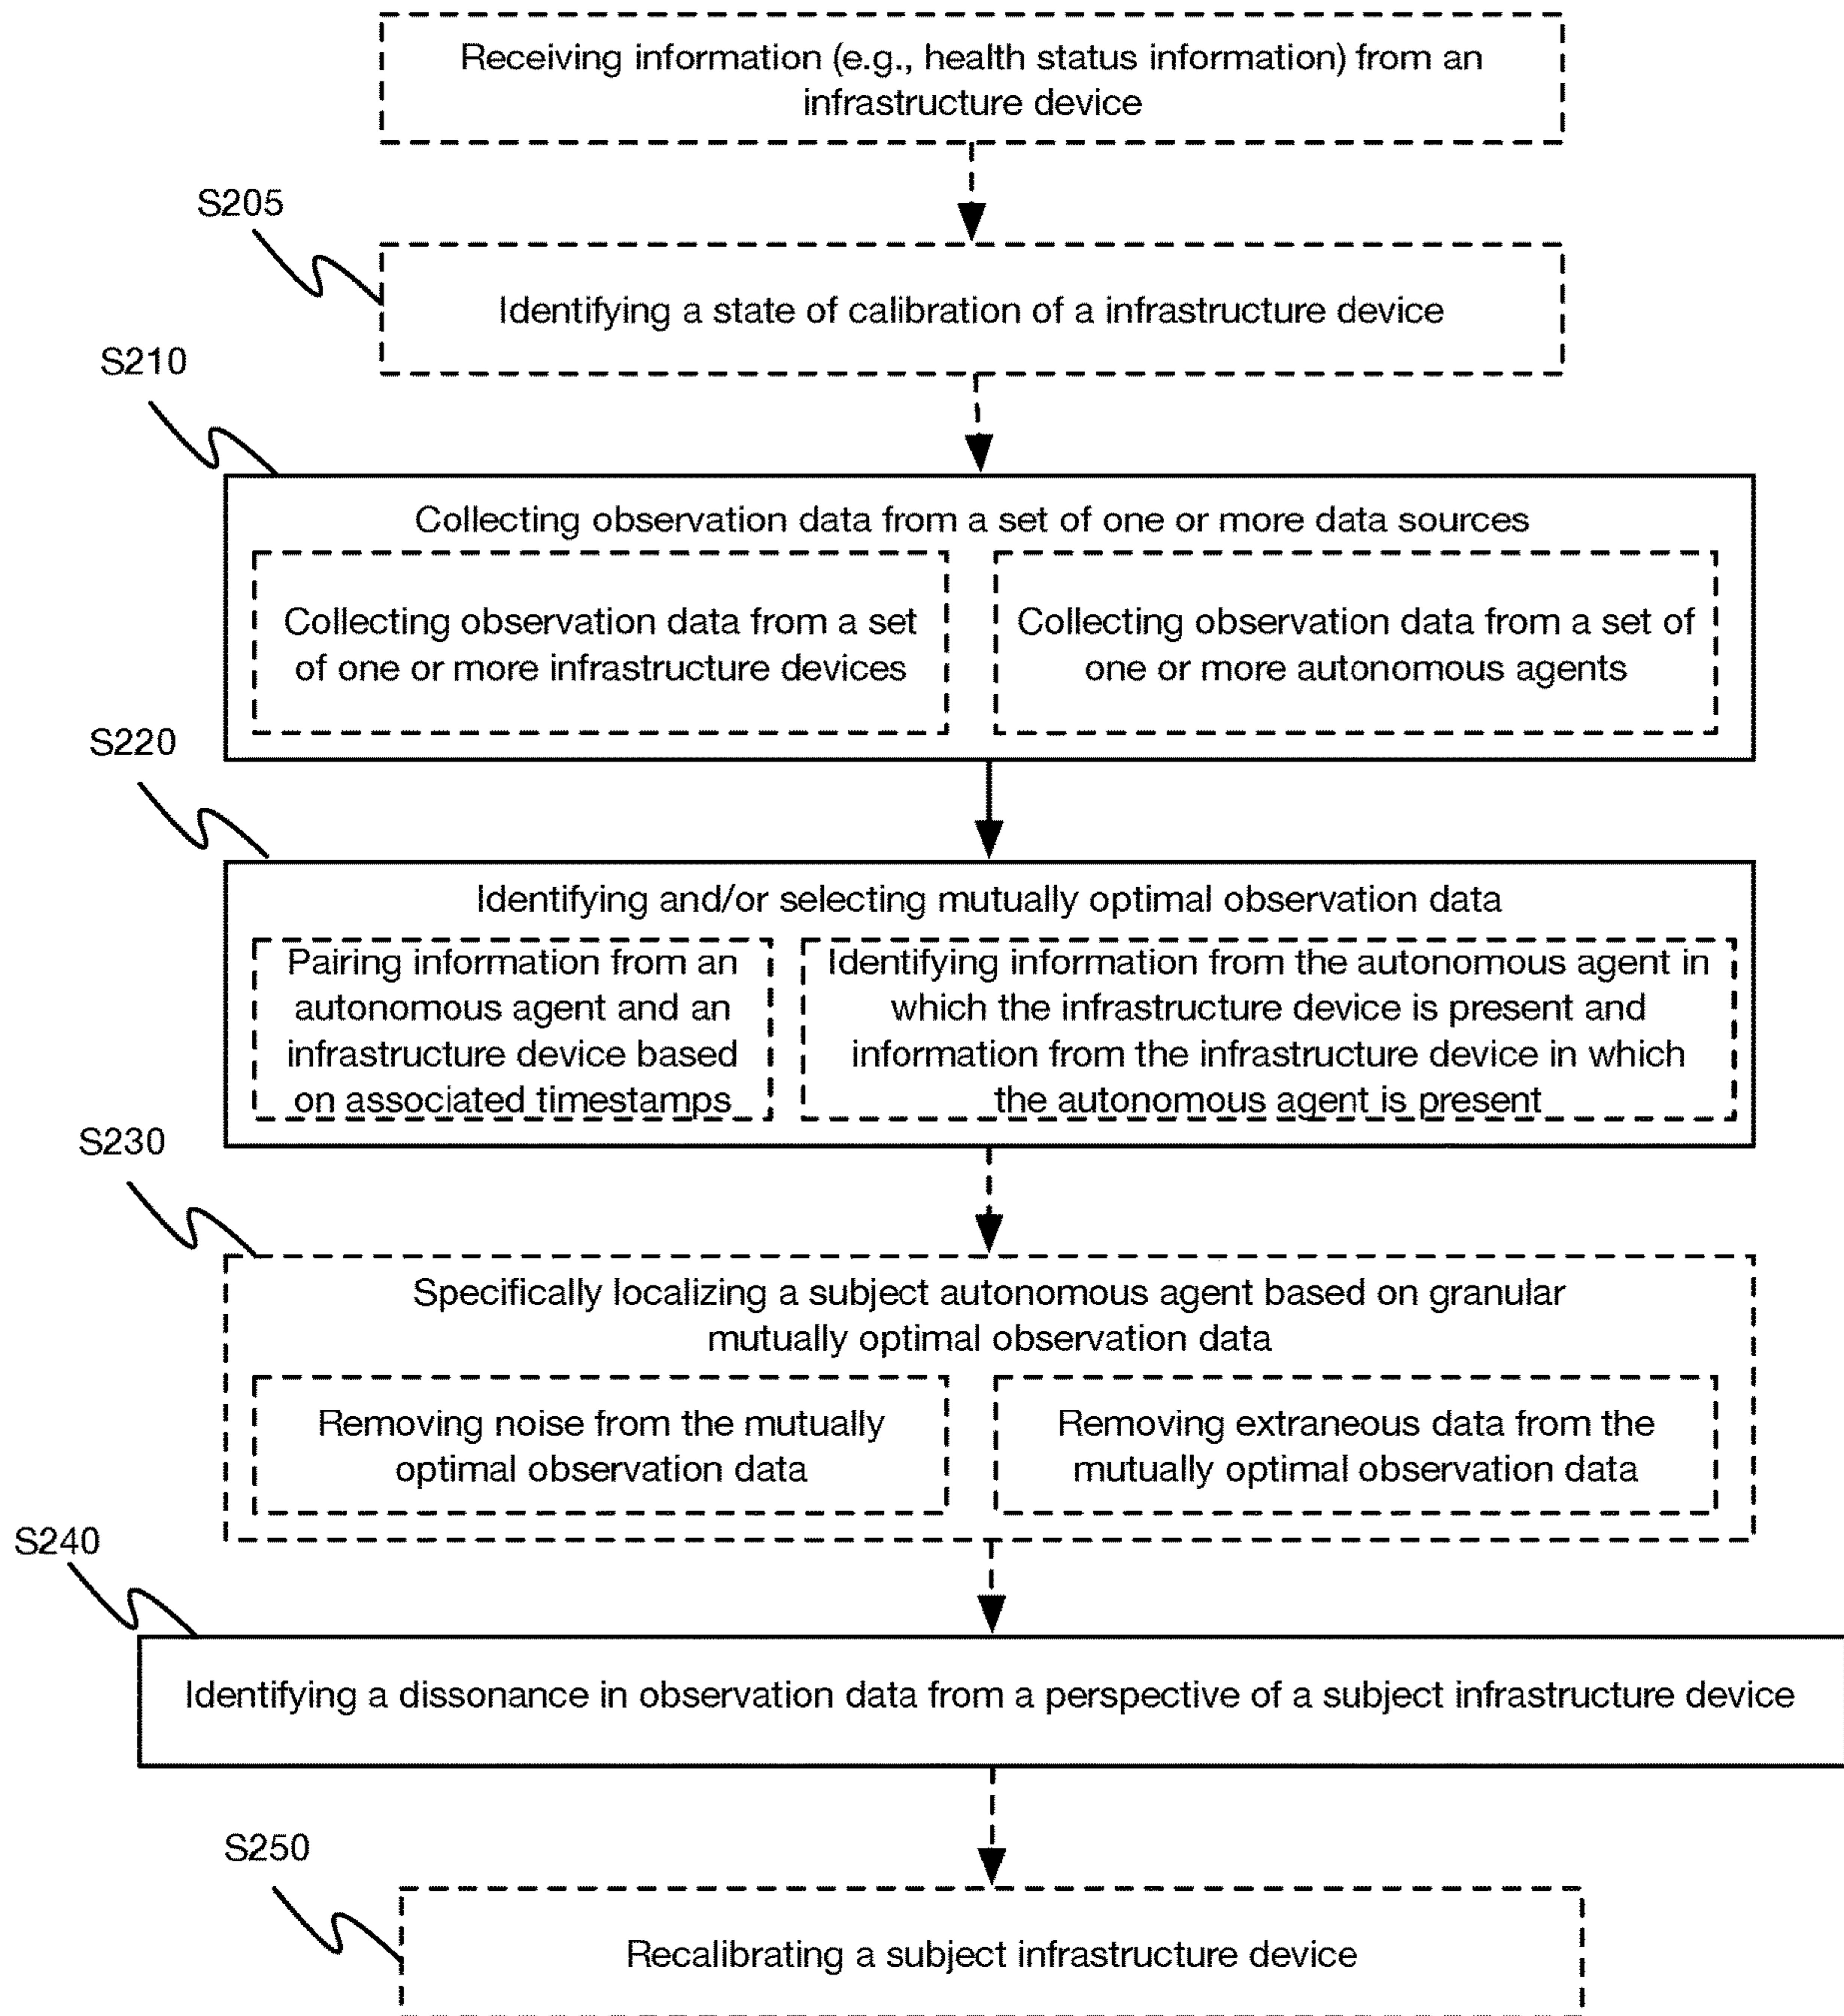 Receiving information (e.g., health status information) from an
infrastructure device
S205
Identifying a state of calibration of a infrastructure device
S210
Collecting observation data from a set of one or more data sources
Collecting observation data from a set
of one or more infrastructure devices
Collecting observation data from a set of
one or more autonomous agents
S220
Identifying and/or selecting mutually optimal observation data
Pairing information from an
autonomous agent and an
infrastructure device based
on associated timestamps
Identifying information from the autonomous agent in
which the infrastructure device is present and
information from the infrastructure device in which
the autonomous agent is present
S230
Specifically localizing a subject autonomous agent based on granular
mutually optimal observation data
Removing noise from the mutually
optimal observation data
Removing extraneous data from the
mutually optimal observation data
S240
Identifying a dissonance in observation data from a perspective of a subject infrastructure device
S250
Recalibrating a subject infrastructure device